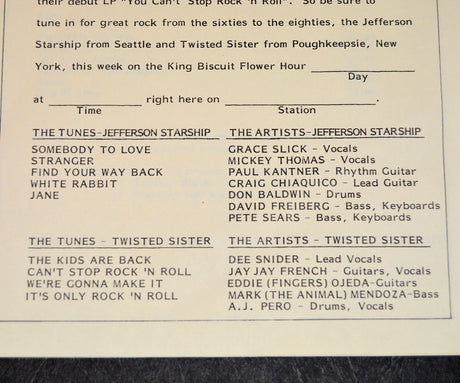 their debut LP "You Can't Stop Rock 'n Roll". So be sure to
tune in for great rock from the sixties to the eighties, the Jefferson
Starship from Seattle and Twisted Sister from Poughkeepsie, New
York, this week on the King Biscuit Flower Hour ____________
Day
at ____________ right here on ____________.
Time Station
THE TUNES-JEFFERSON STARSHIP
SOMEBODY TO LOVE
STRANGER
FIND YOUR WAY BACK
WHITE RABBIT
JANE
THE ARTISTS-JEFFERSON STARSHIP
GRACE SLICK - Vocals
MICKEY THOMAS - Vocals
PAUL KANTNER - Rhythm Guitar
CRAIG CHIAQUICO - Lead Guitar
DON BALDWIN - Drums
DAVID FREIBERG - Bass, Keyboards
PETE SEARS - Bass, Keyboards
THE TUNES - TWISTED SISTER
THE KIDS ARE BACK
CAN'T STOP ROCK 'N ROLL
WE'RE GONNA MAKE IT
IT'S ONLY ROCK 'N ROLL
THE ARTISTS - TWISTED SISTER
DEE SNIDER - Lead Vocals
JAY JAY FRENCH - Guitars, Vocals
EDDIE (FINGERS) OJEDA-Guitars
MARK (THE ANIMAL) MENDOZA-Bass
A.J. PERO - Drums, Vocals